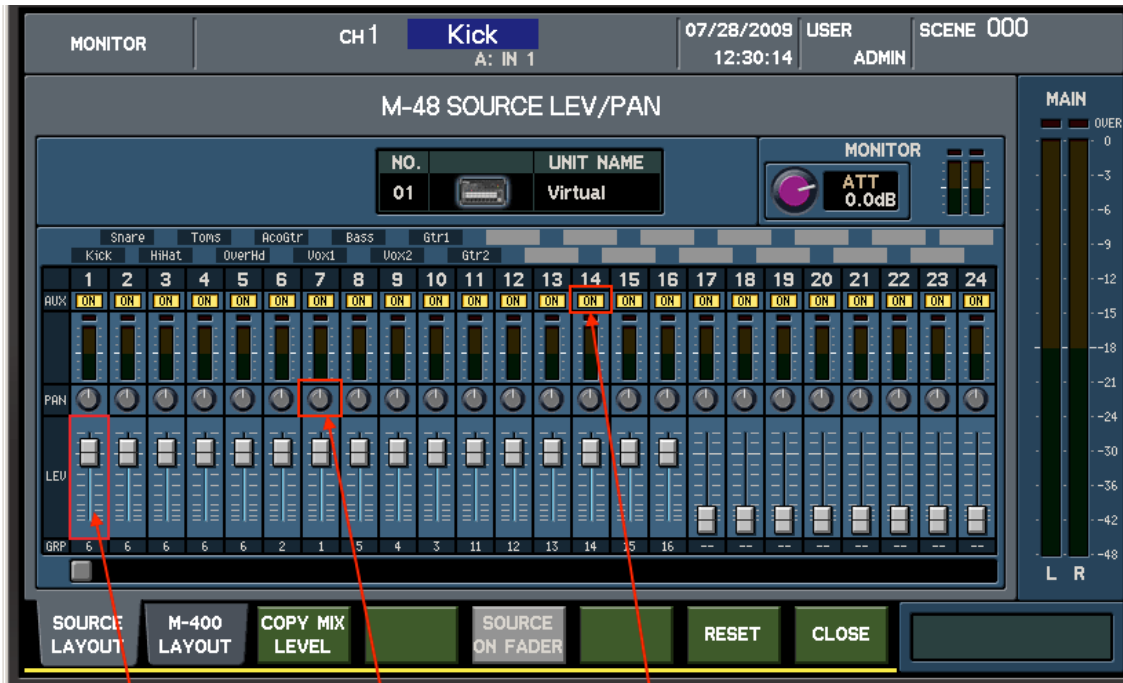 MONITOR
CH 1 Kick
A: IN 1
07/28/2009
12:30:14
USER
ADMIN
SCENE 000
M-48 SOURCE LEV/PAN
NO. UNIT NAME
01 Virtual
MONITOR
ATT
0.0dB
Snare Toms AcoGtr Bass Gtr1
Kick HiHat OverHd Vox1 Vox2 Gtr2
1 2 3 4 5 6 7 8 9 10 11 12 13 14 15 16 17 18 19 20 21 22 23 24
AUX ON ON ON ON ON ON ON ON ON ON ON ON ON ON ON ON ON ON ON ON ON ON ON ON
PAN
LEV
GRP 6 6 6 6 6 2 1 5 4 3 11 12 13 14 15 16 -- -- -- -- -- -- -- --
SOURCE
LAYOUT
M-400
LAYOUT
COPY MIX
LEVEL
SOURCE
ON FADER
RESET
CLOSE
MAIN
OVER
0
-3
-6
-9
-12
-15
-18
-21
-24
-30
-36
-42
-48
L R